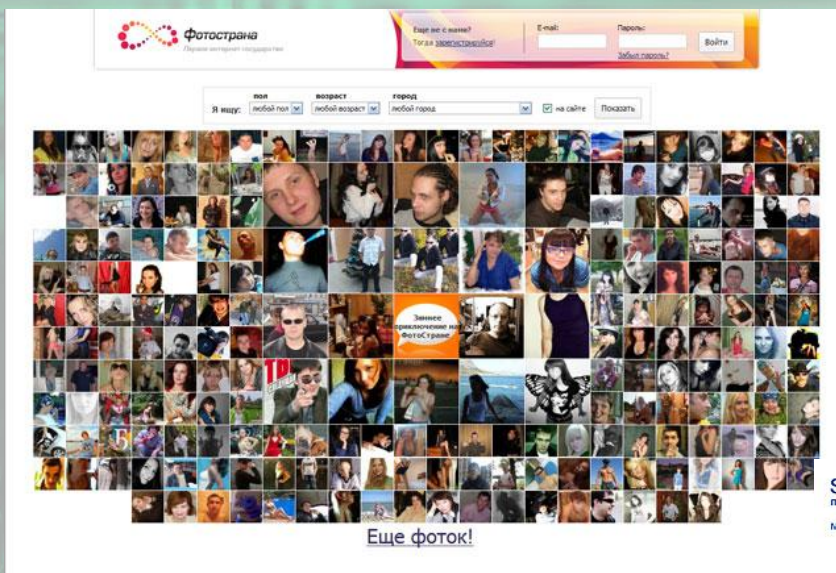 Фотострана
Первое интернет государство
Еще не с нами?
Тогда зарегистрируйся!
E-mail:
Пароль:
Войти
Забыл пароль?
пол
возраст
город
Я ищу:
любой пол
любой возраст
любой город
на сайте
Показать
Зимнее
приключение на
ФотоСтране
ТЫ
Еще фоток!